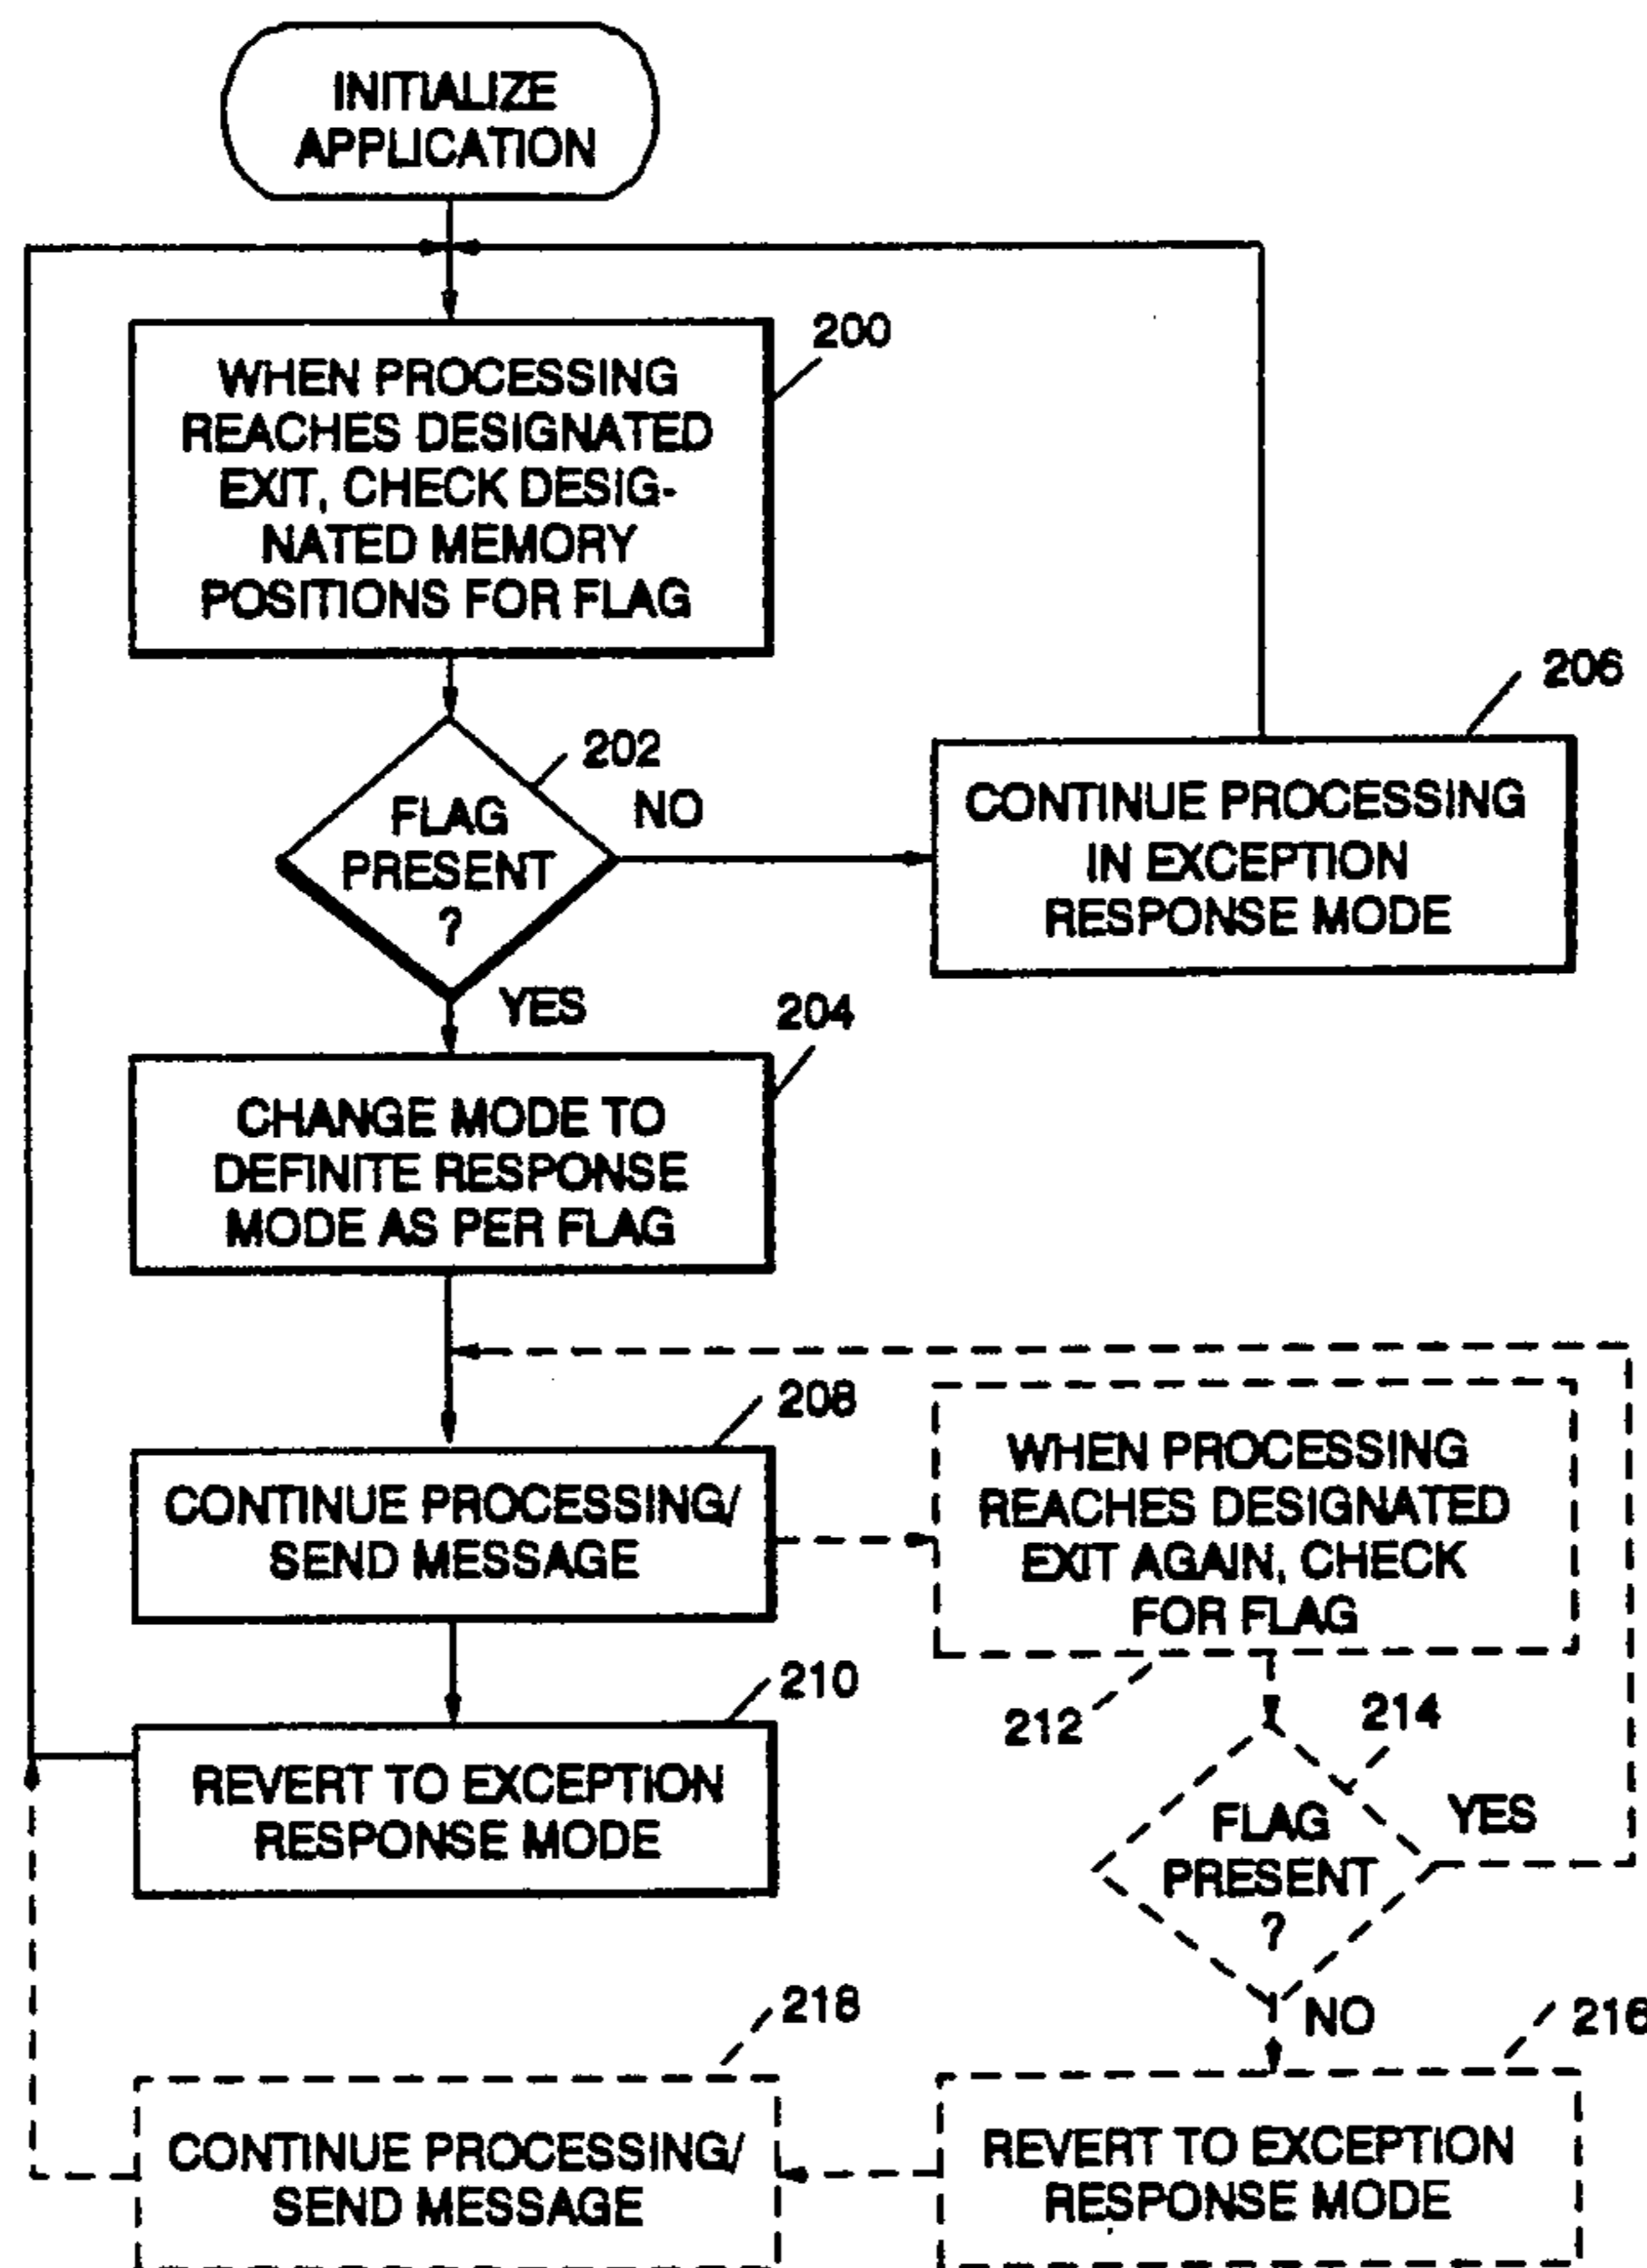 INITIALIZE
APPLICATION
200
WHEN PROCESSING
REACHES DESIGNATED
EXIT, CHECK DESIG-
NATED MEMORY
POSITIONS FOR FLAG
206
202
FLAG
PRESENT
?
NO
CONTINUE PROCESSING
IN EXCEPTION
RESPONSE MODE
YES
204
CHANGE MODE TO
DEFINITE RESPONSE
MODE AS PER FLAG
208
CONTINUE PROCESSING/
SEND MESSAGE
WHEN PROCESSING
REACHES DESIGNATED
EXIT AGAIN, CHECK
FOR FLAG
210
212
214
REVERT TO EXCEPTION
RESPONSE MODE
FLAG
PRESENT
?
YES
NO
218
216
CONTINUE PROCESSING/
SEND MESSAGE
REVERT TO EXCEPTION
RESPONSE MODE